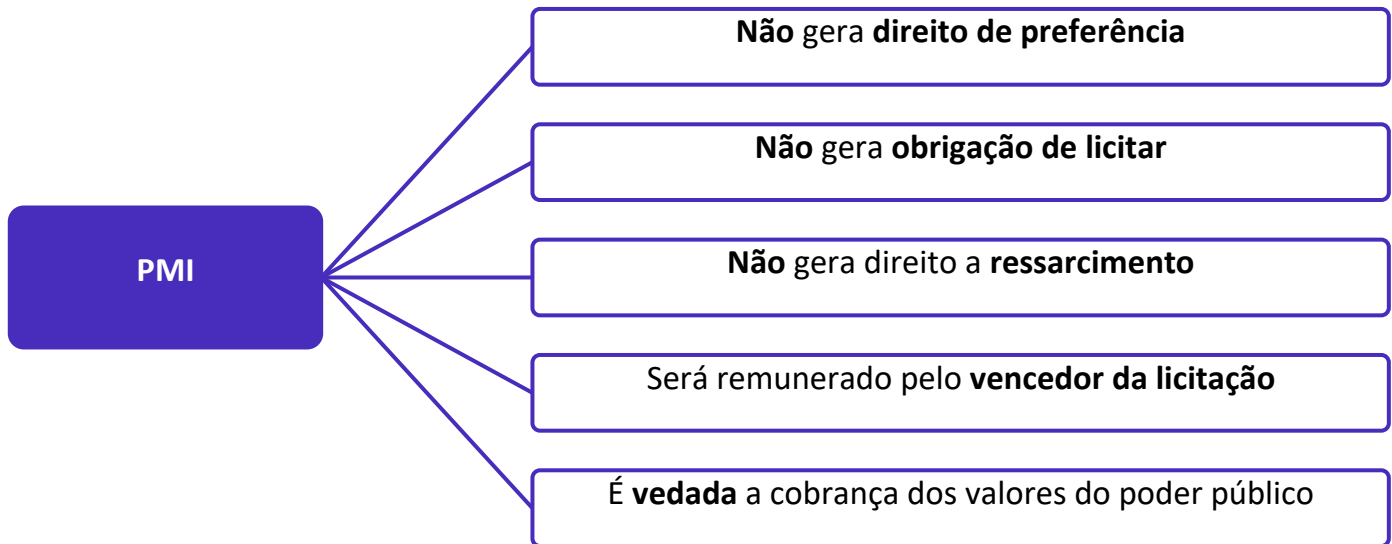 Não gera direito de preferência
Não gera obrigação de licitar
PMI
Não gera direito a ressarcimento
Será remunerado pelo vencedor da licitação
É vedada a cobrança dos valores do poder público